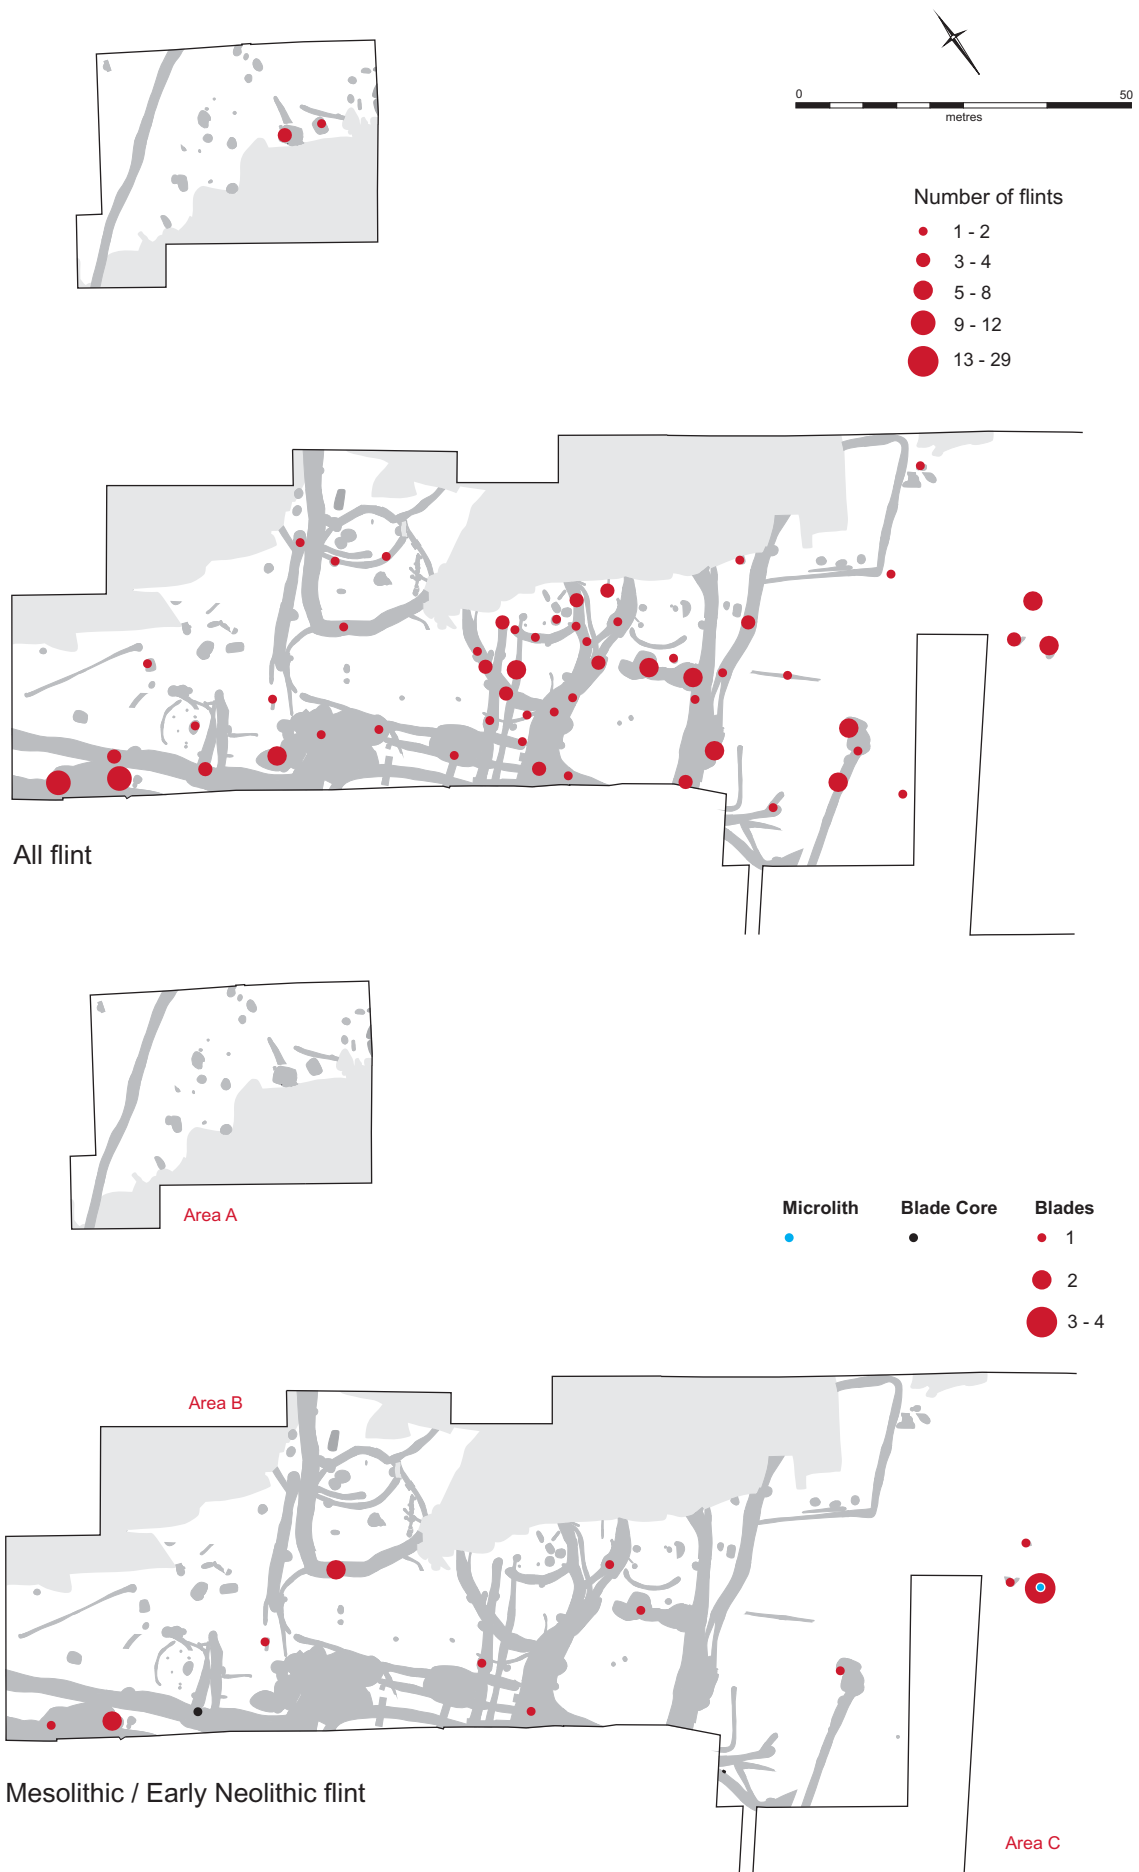 0 50
metres
Number of flints
1 - 2
3 - 4
5 - 8
9 - 12
13 - 29
All flint
Area A
Microlith Blade Core Blades
1
2
3 - 4
Area B
Mesolithic / Early Neolithic flint
Area C